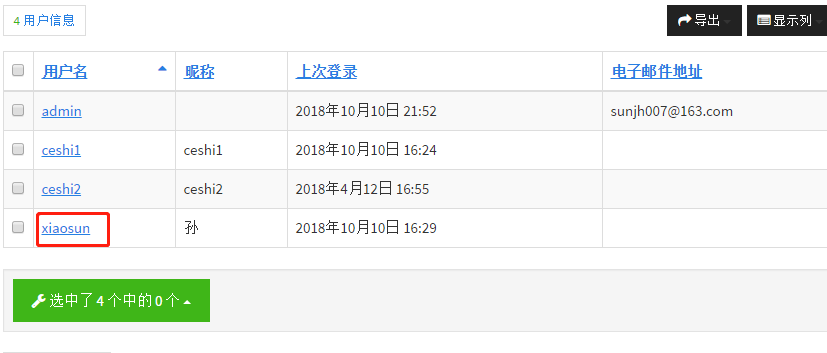 4 用户信息
导出 显示列
用户名 昵称 上次登录 电子邮件地址
admin 2018年10月10日 21:52 sunjh007@163.com
ceshi1 ceshi1 2018年10月10日 16:24
ceshi2 ceshi2 2018年4月12日 16:55
xiaosun 孙 2018年10月10日 16:29
选中了 4 个中的 0 个